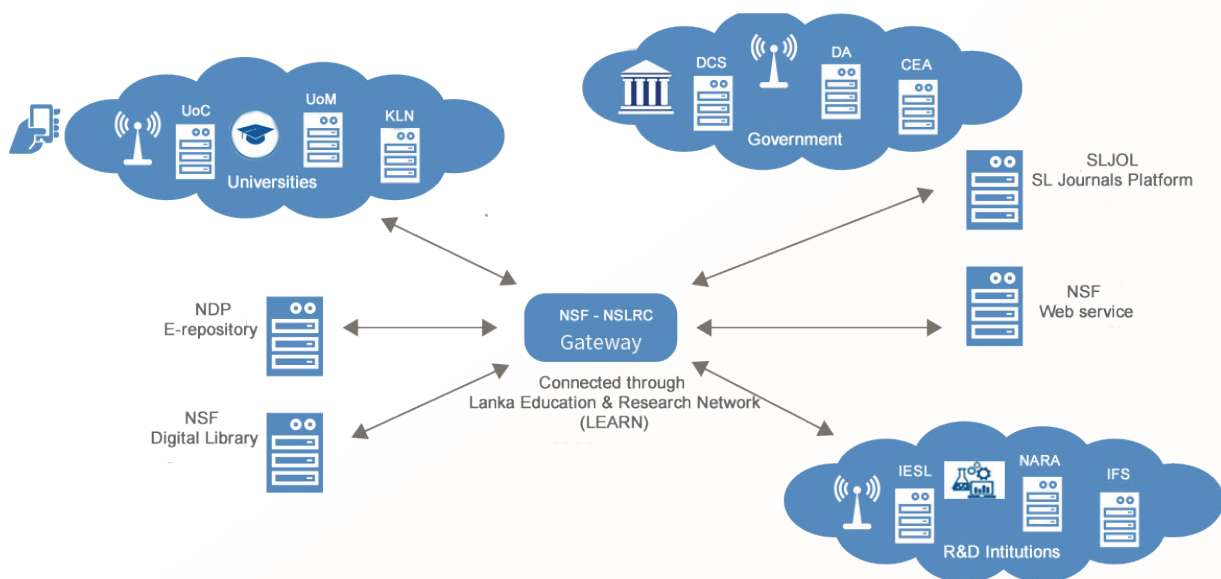 UoC
UoM
KLN
Universities
DCS
DA
CEA
Government
SLJOL
SL Journals Platform
NDP
E-repository
NSF - NSLRC
Gateway
NSF
Web service
Connected through
Lanka Education & Research Network
(LEARN)
NSF
Digital Library
IESL
NARA
IFS
R&D Intitutions